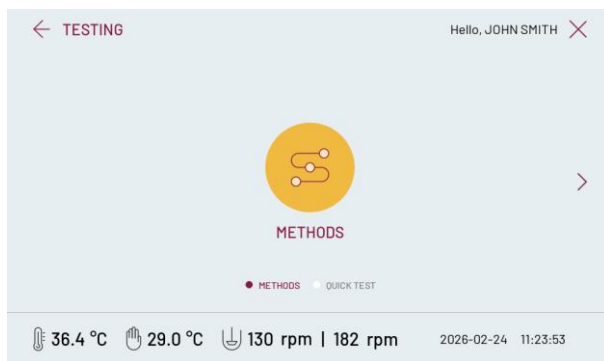 TESTING
Hello, JOHN SMITH
METHODS
METHODS QUICK TEST
36.4 °C 29.0 °C 130 rpm | 182 rpm 2026-02-24 11:23:53